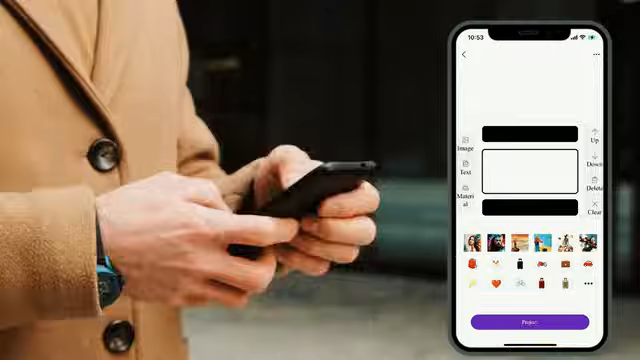 10:53
Image
Text
Materi
al
Up
Down
Delete
Clear
Project